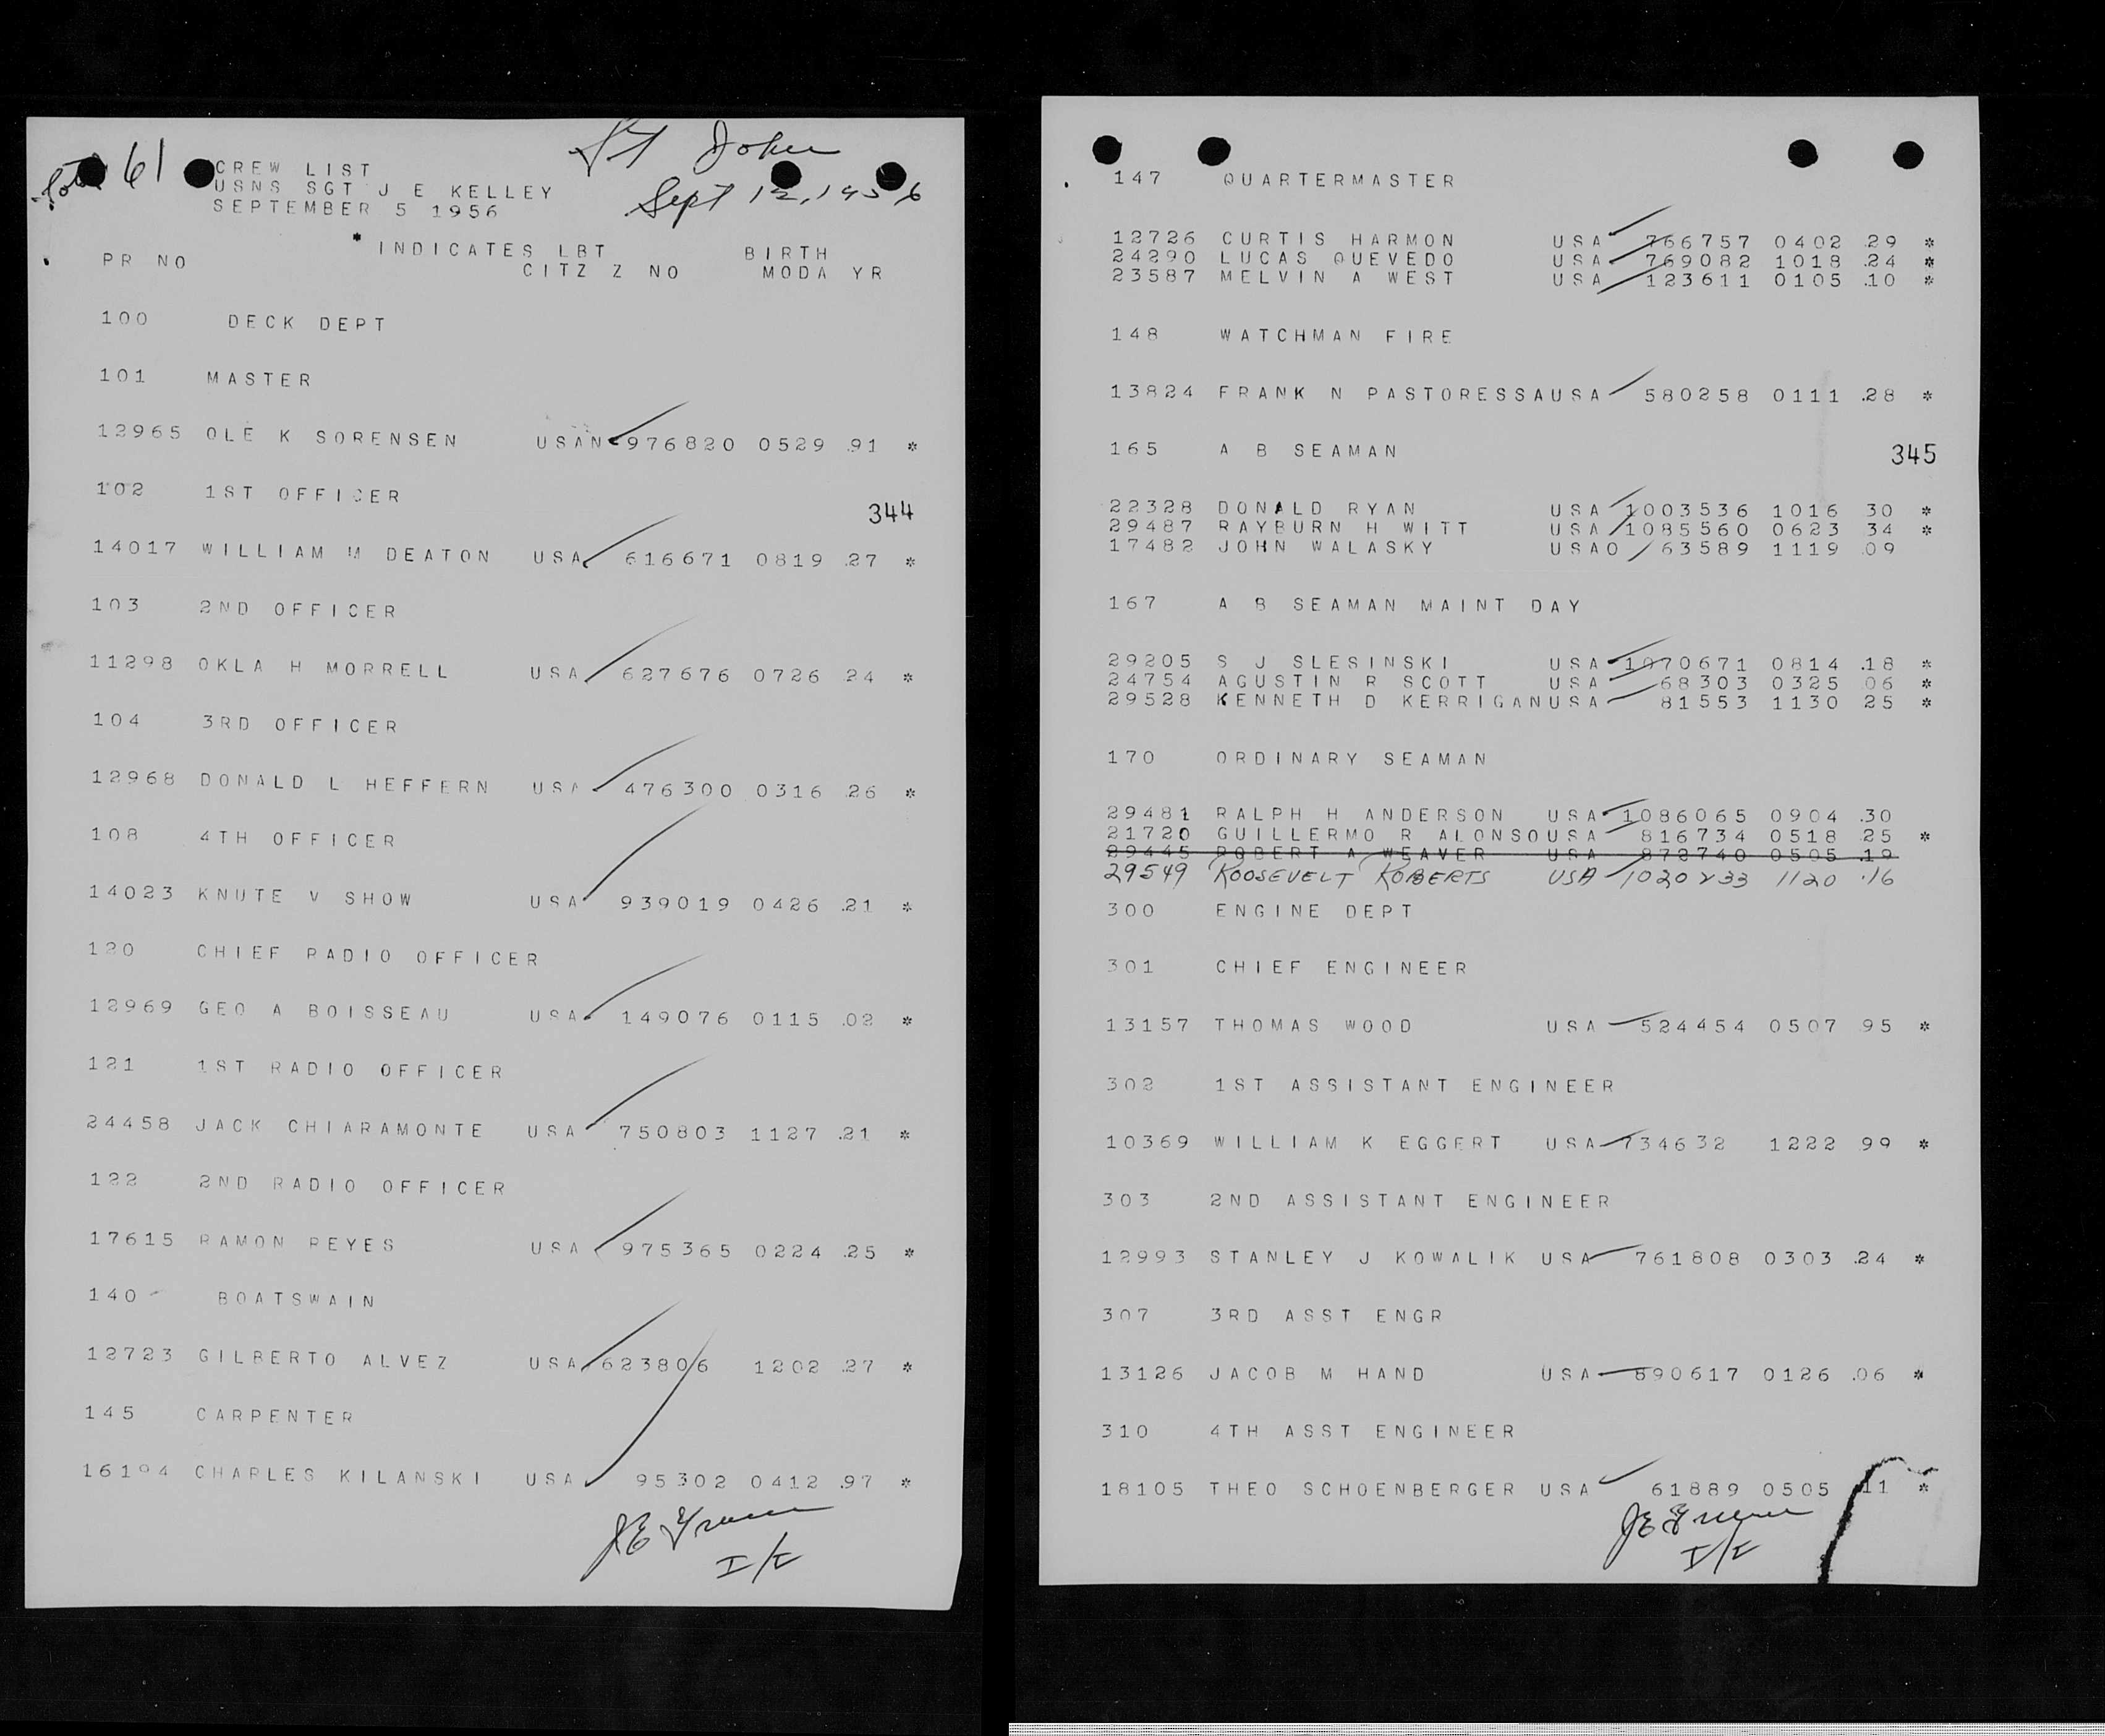 Total 61
St John
Sept 12, 1956
CREW LIST
USNS SGT J E KELLEY
SEPTEMBER 5 1956
* INDICATES LBT BIRTH
PR NO CITZ Z NO MODA YR
100 DECK DEPT
101 MASTER
12965 OLE K SORENSEN USAN 976820 0529 .91 *
102 1ST OFFICER
344
14017 WILLIAM M DEATON USA 616671 0819 .27 *
103 2ND OFFICER
11298 OKLA H MORRELL USA 627676 0726 .24 *
104 3RD OFFICER
12968 DONALD L HEFFERN USA 476300 0316 .26 *
108 4TH OFFICER
14023 KNUTE V SHOW USA 939019 0426 .21 *
120 CHIEF RADIO OFFICER
12969 GEO A BOISSEAU USA 149076 0115 .02 *
121 1ST RADIO OFFICER
24458 JACK CHIARAMONTE USA 750803 1127 .21 *
122 2ND RADIO OFFICER
17615 RAMON REYES USA 975365 0224 .25 *
140 BOATSWAIN
12723 GILBERTO ALVEZ USA 623806 1202 .27 *
145 CARPENTER
16194 CHARLES KILANSKI USA 95302 0412 .97 *
I/I
147 QUARTERMASTER
12726 CURTIS HARMON USA 766757 0402 .29 *
24290 LUCAS QUEVEDO USA 769082 1018 .24 *
23587 MELVIN A WEST USA 123611 0105 .10 *
148 WATCHMAN FIRE
13824 FRANK N PASTORESSAUSA 580258 0111 .28 *
165 A B SEAMAN
345
22328 DONALD RYAN USA 1003536 1016 30 *
29487 RAYBURN H WITT USA 1085560 0623 34 *
17482 JOHN WALASKY USAO 63589 1119 .09
167 A B SEAMAN MAINT DAY
29205 S J SLESINSKI USA 1070671 0814 .18 *
24754 AGUSTIN R SCOTT USA 68303 0325 06 *
29528 KENNETH D KERRIGANUSA 81553 1130 25 *
170 ORDINARY SEAMAN
29481 RALPH H ANDERSON USA 1086065 0904 .30
21720 GUILLERMO R ALONSOUSA 816734 0518 .25 *
29445 ROBERT A WEAVER USA 872740 0505 .19
29549 ROOSEVELT ROBERTS USA 1020233 1120 .16
300 ENGINE DEPT
301 CHIEF ENGINEER
13157 THOMAS WOOD USA 524454 0507 95 *
302 1ST ASSISTANT ENGINEER
10369 WILLIAM K EGGERT USA 734632 1222 99 *
303 2ND ASSISTANT ENGINEER
12993 STANLEY J KOWALIK USA 761808 0303 .24 *
307 3RD ASST ENGR
13126 JACOB M HAND USA 890617 0126 .06 *
310 4TH ASST ENGINEER
18105 THEO SCHOENBERGER USA 61889 0505 11 *
I/I